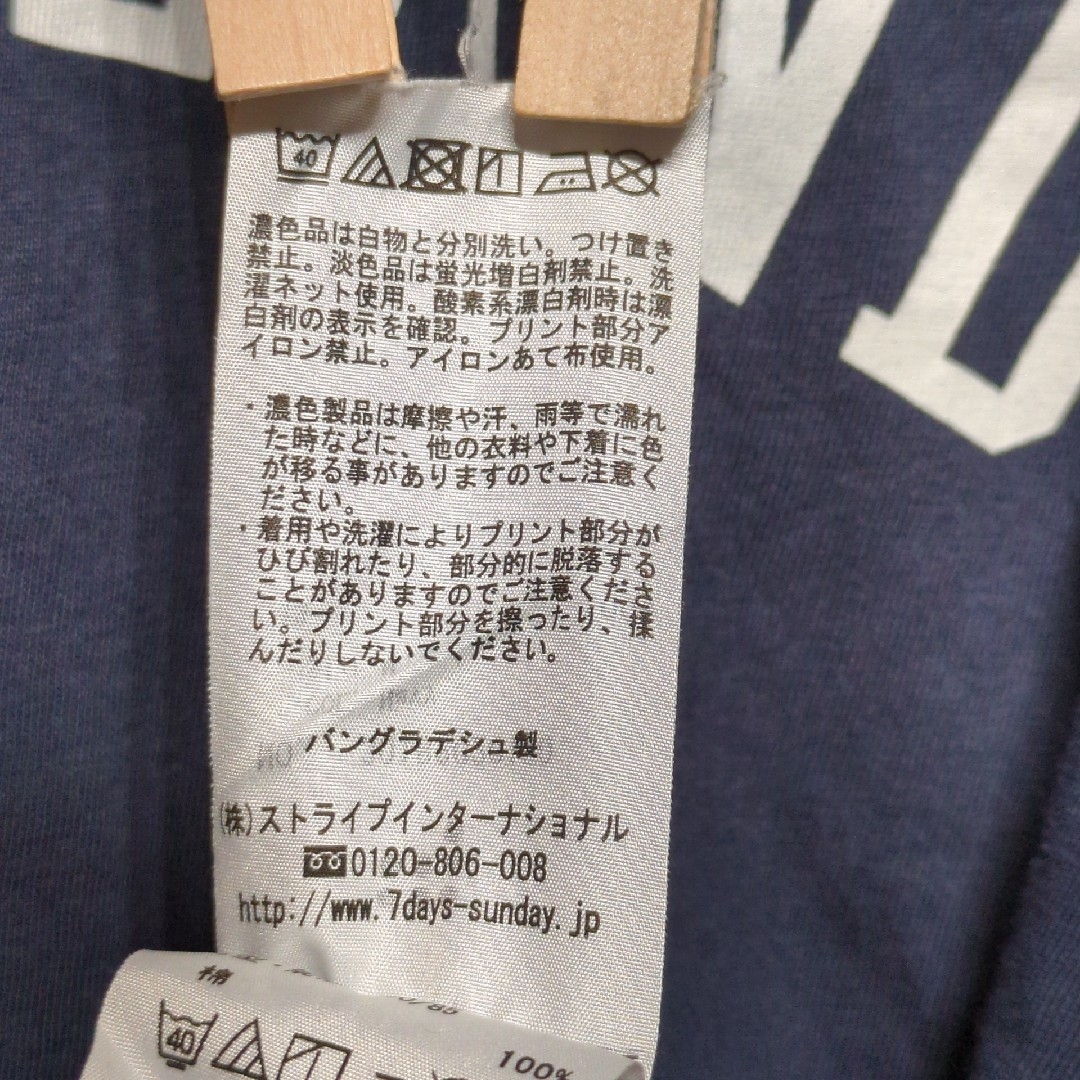 40
濃色品は白物と分別洗い。つけ置き
禁止。淡色品は蛍光増白剤禁止。洗
濯ネット使用。酸素系漂白剤時は漂
白剤の表示を確認。プリント部分ア
イロン禁止。アイロンあて布使用。
・濃色製品は摩擦や汗、雨等で濡れ
た時などに、他の衣料や下着に色
が移る事がありますのでご注意く
ださい。
・着用や洗濯によりプリント部分が
ひび割れたり、部分的に脱落する
ことがありますのでご注意くださ
い。プリント部分を擦ったり、揉
んだりしないでください。
バングラデシュ製
(株)ストライプインターナショナル
0120-806-008
http://www.7days-sunday.jp
綿
100%
40